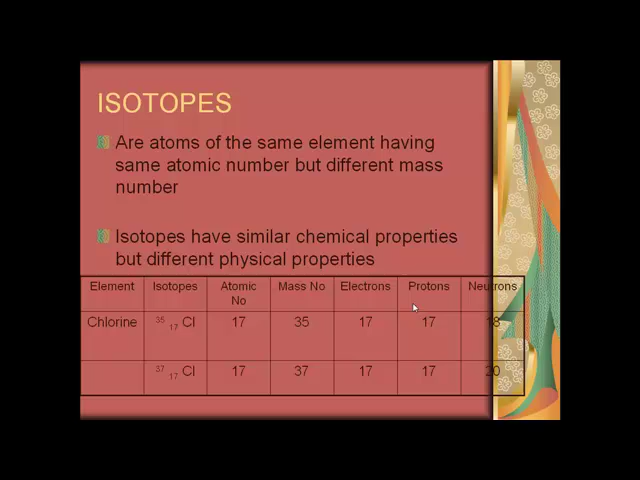 ISOTOPES
Are atoms of the same element having
same atomic number but different mass
number
Isotopes have similar chemical properties
but different physical properties
Element Isotopes Atomic No Mass No Electrons Protons Neutrons
Chlorine 35 17 Cl 17 35 17 17 18
37 17 Cl 17 37 17 17 20